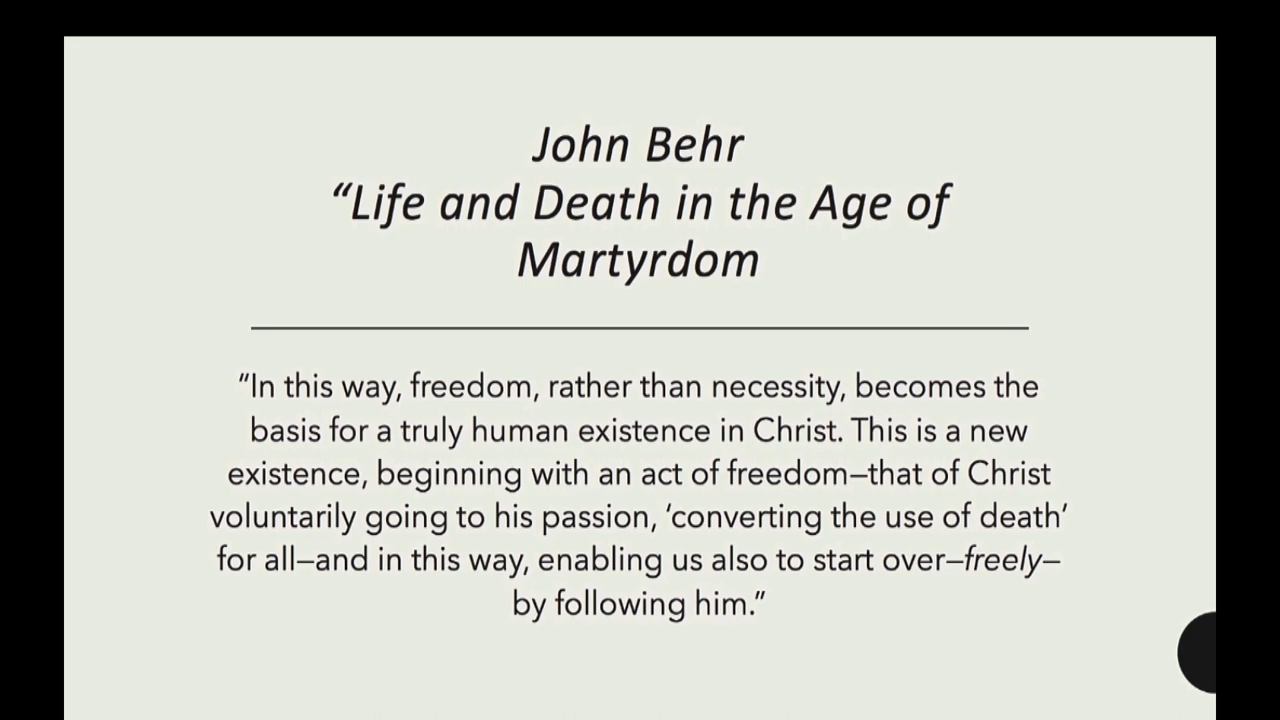 John Behr
“Life and Death in the Age of
Martyrdom
“In this way, freedom, rather than necessity, becomes the
basis for a truly human existence in Christ. This is a new
existence, beginning with an act of freedom—that of Christ
voluntarily going to his passion, ‘converting the use of death’
for all—and in this way, enabling us also to start over—freely—
by following him.”